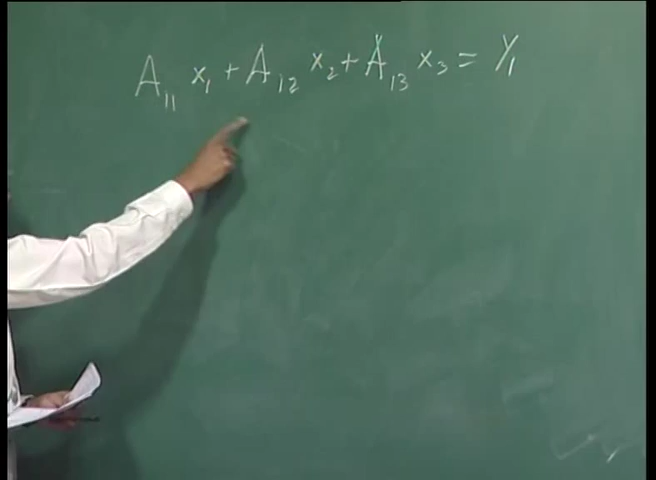 A₁₁ x₁ + A₁₂ x₂ + A₁₃ x₃ = y₁